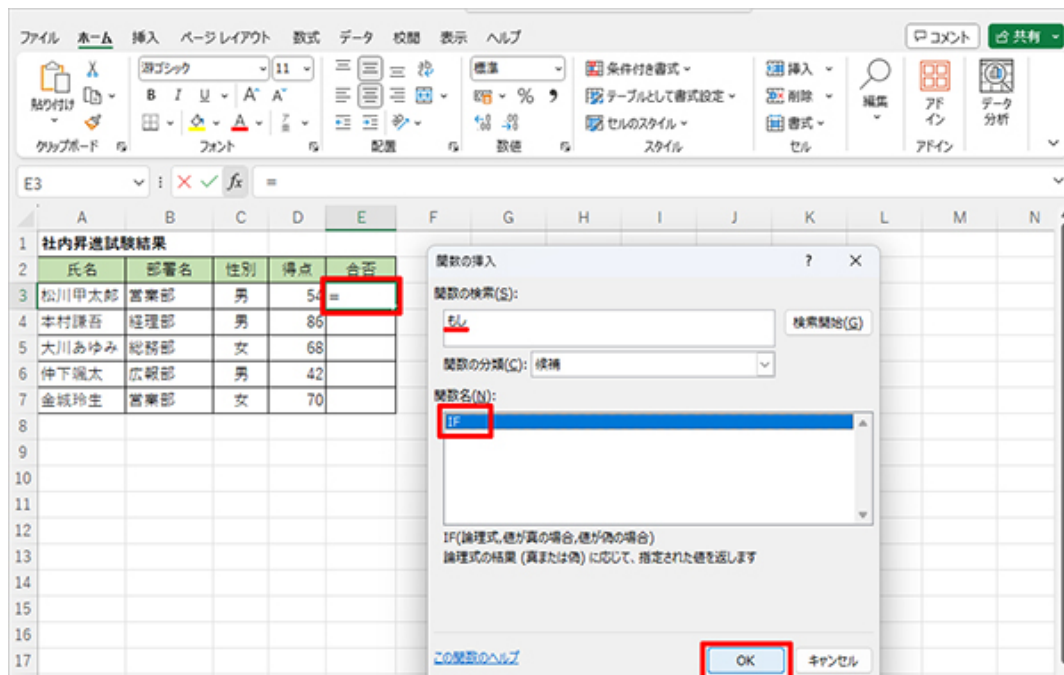 ファイル ホーム 挿入 ページ レイアウト 数式 データ 校閲 表示 ヘルプ コメント 共有
貼り付け 游ゴシック 11 標準 条件付き書式 挿入
B I U A A % 9 テーブルとして書式設定 削除 編集 アドイン データ分析
A セルのスタイル 書式
クリップボード フォント 配置 数値 スタイル セル アドイン
E3 fx =
A B C D E F G H I J K L M N
1 社内昇進試験結果
2 氏名 部署名 性別 得点 合否
3 松川甲太郎 営業部 男 54 =
4 本村謙吾 経理部 男 86
5 大川あゆみ 総務部 女 68
6 仲下颯太 広報部 男 42
7 金城玲生 営業部 女 70
8
9
10
11
12
13
14
15
16
17
関数の挿入 ? ×
関数の検索(S):
もし 検索開始(G)
関数の分類(C): 候補
関数名(N):
IF
IF(論理式,値が真の場合,値が偽の場合)
論理式の結果 (真または偽) に応じて、指定された値を返します
この関数のヘルプ OK キャンセル